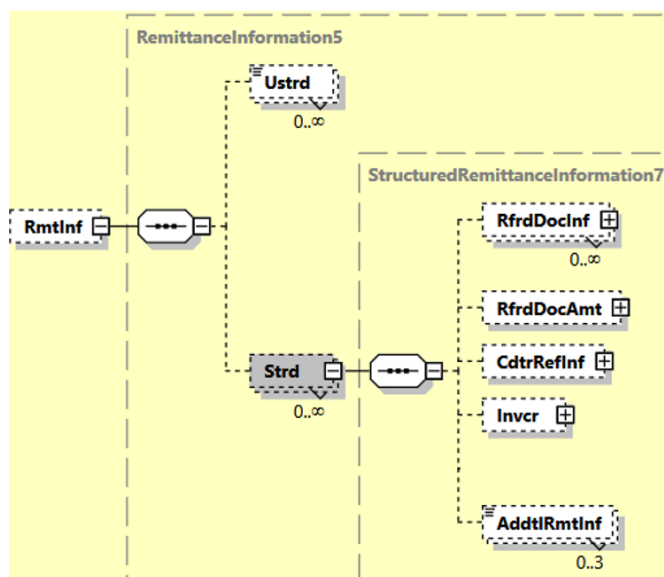 RemittanceInformation5
Ustrd
0..∞
StructuredRemittanceInformation7
RmtInf
RfrdDocInf
0..∞
RfrdDocAmt
Strd
0..∞
CdtrRefInf
Invcr
AddtlRmtInf
0..3